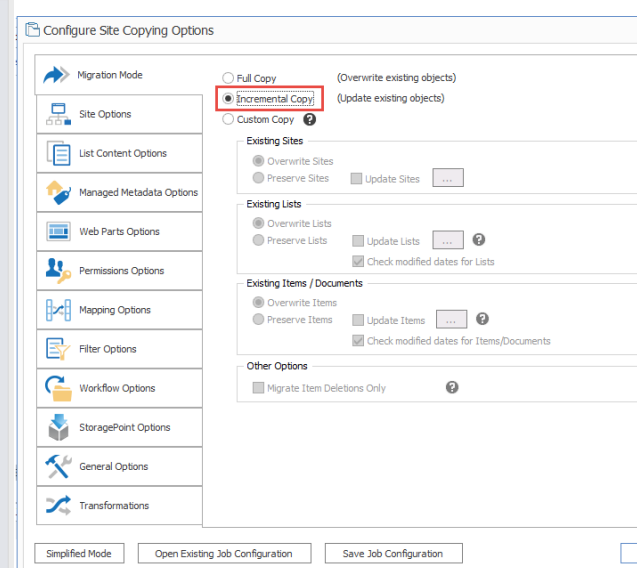 Configure Site Copying Options
Migration Mode
Site Options
List Content Options
Managed Metadata Options
Web Parts Options
Permissions Options
Mapping Options
Filter Options
Workflow Options
StoragePoint Options
General Options
Transformations
Full Copy (Overwrite existing objects)
Incremental Copy (Update existing objects)
Custom Copy ?
Existing Sites
Overwrite Sites
Preserve Sites Update Sites ...
Existing Lists
Overwrite Lists
Preserve Lists Update Lists ... ?
Check modified dates for Lists
Existing Items / Documents
Overwrite Items
Preserve Items Update Items ... ?
Check modified dates for Items/Documents
Other Options
Migrate Item Deletions Only ?
Simplified Mode Open Existing Job Configuration Save Job Configuration